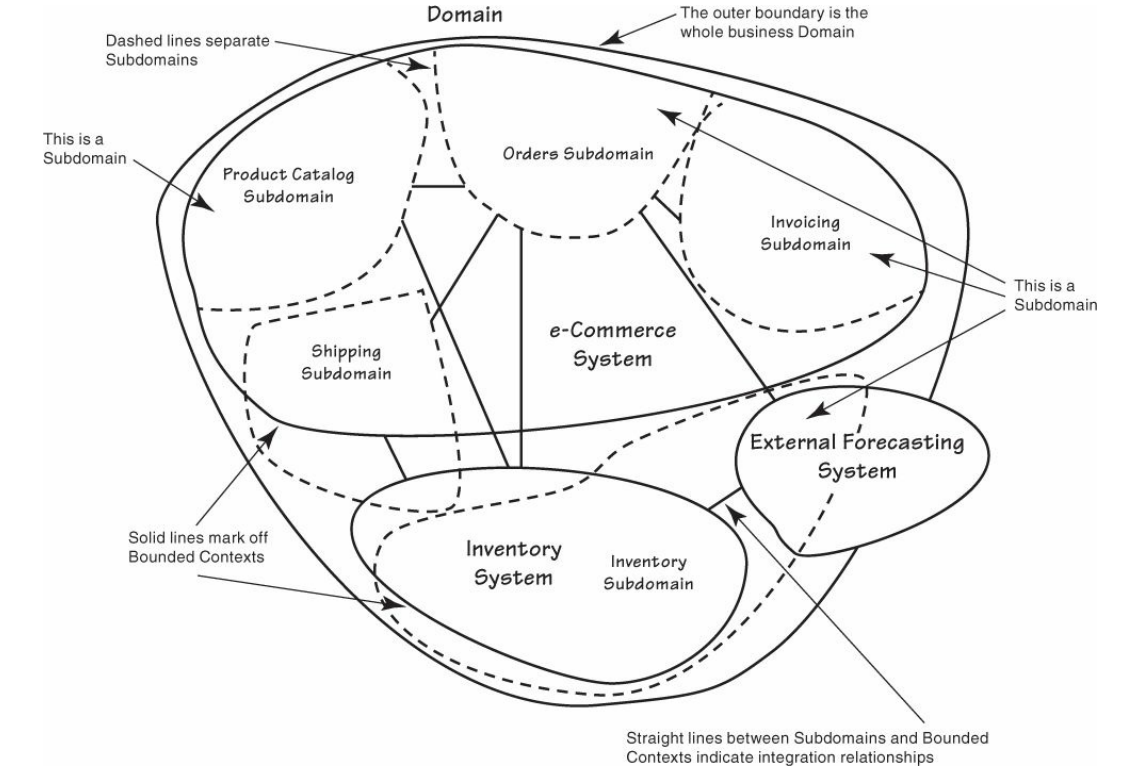 Domain
The outer boundary is the
whole business Domain
Dashed lines separate
Subdomains
This is a
Subdomain
Product Catalog
Subdomain
Orders Subdomain
Invoicing
Subdomain
This is a
Subdomain
e-Commerce
System
Shipping
Subdomain
External Forecasting
System
Solid lines mark off
Bounded Contexts
Inventory
System
Inventory
Subdomain
Straight lines between Subdomains and Bounded
Contexts indicate integration relationships